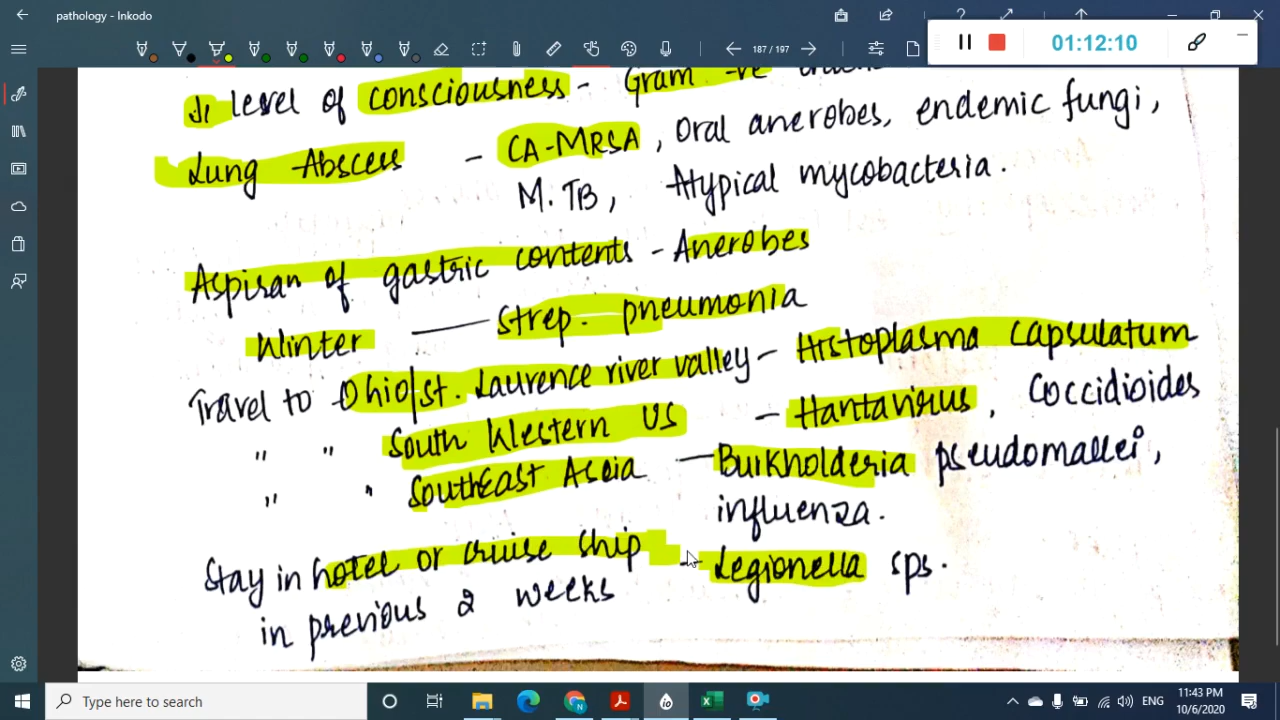 pathology - Inkodo
187 / 197
01:12:10
↓ level of consciousness - Gram -ve
Lung Abscess - CA-MRSA, Oral anerobes, endemic fungi,
M. TB, Atypical mycobacteria.
Aspiran of gastric contents - Anerobes
Winter — Strep. pneumonia
Travel to Ohio/st. Laurence river valley - Histoplasma capsulatum
" " South Western US - Hantavirus, Coccidioides
" " Southeast Asia - Burkholderia pseudomallei,
influenza.
Stay in hotel or cruise ship - Legionella sps.
in previous 2 weeks
Type here to search
ENG
11:43 PM
10/6/2020